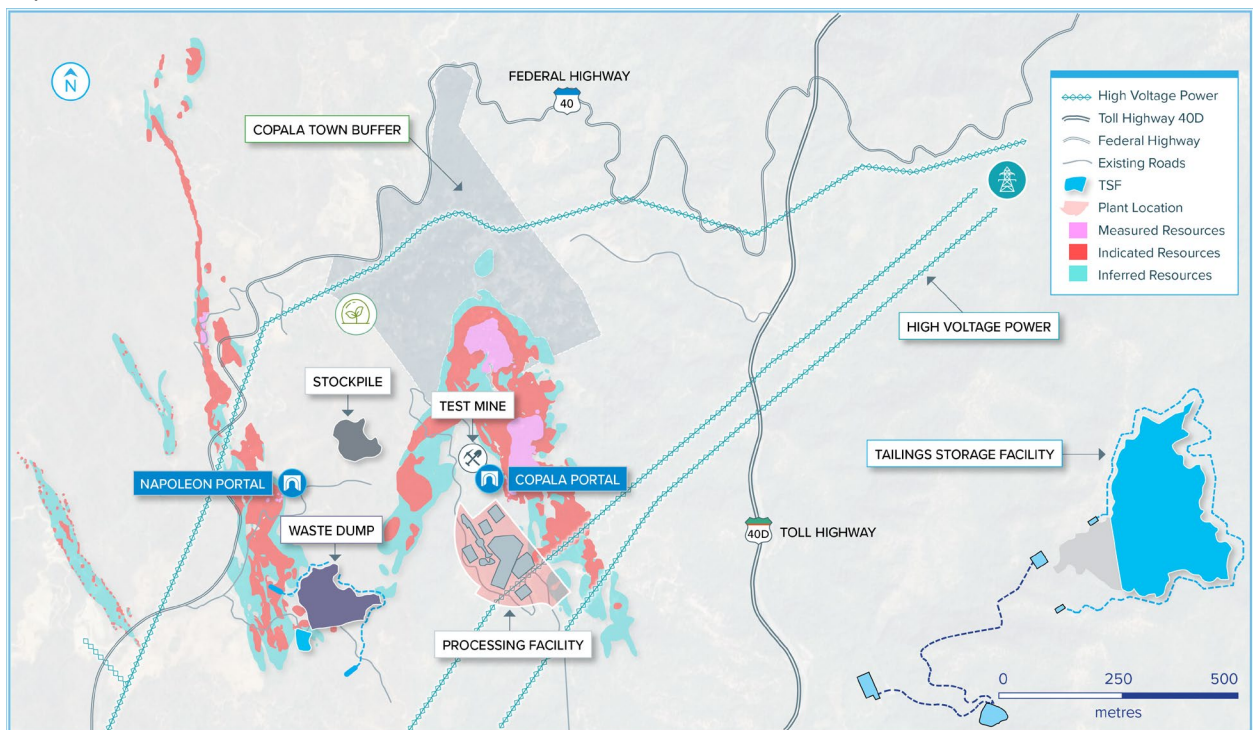 N
FEDERAL HIGHWAY
40
COPALA TOWN BUFFER
High Voltage Power
Toll Highway 40D
Federal Highway
Existing Roads
TSF
Plant Location
Measured Resources
Indicated Resources
Inferred Resources
HIGH VOLTAGE POWER
STOCKPILE
TEST MINE
TAILINGS STORAGE FACILITY
NAPOLEON PORTAL
COPALA PORTAL
WASTE DUMP
40D
TOLL HIGHWAY
PROCESSING FACILITY
0 250 500
metres